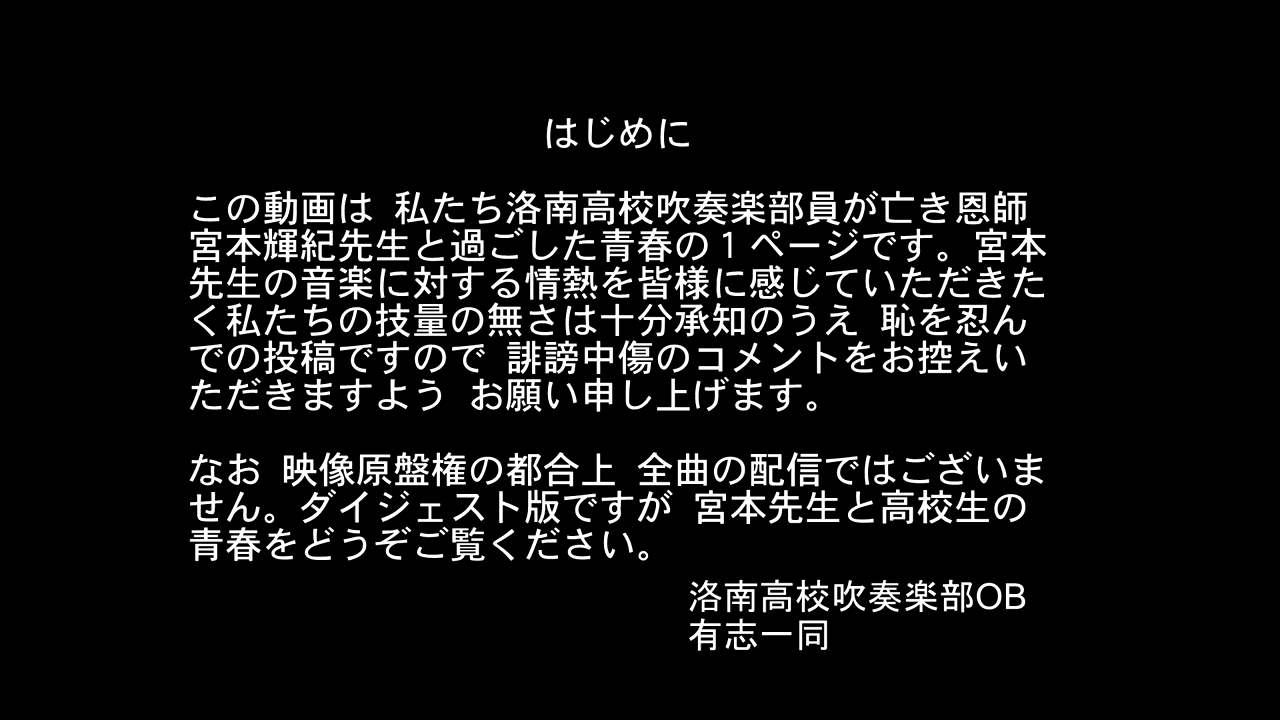 はじめに
この動画は 私たち洛南高校吹奏楽部員が亡き恩師
宮本輝紀先生と過ごした青春の１ページです。宮本
先生の音楽に対する情熱を皆様に感じていただきた
く私たちの技量の無さは十分承知のうえ 恥を忍ん
での投稿ですので 誹謗中傷のコメントをお控えい
ただきますよう お願い申し上げます。
なお 映像原盤権の都合上 全曲の配信ではございま
せん。ダイジェスト版ですが 宮本先生と高校生の
青春をどうぞご覧ください。
洛南高校吹奏楽部OB
有志一同